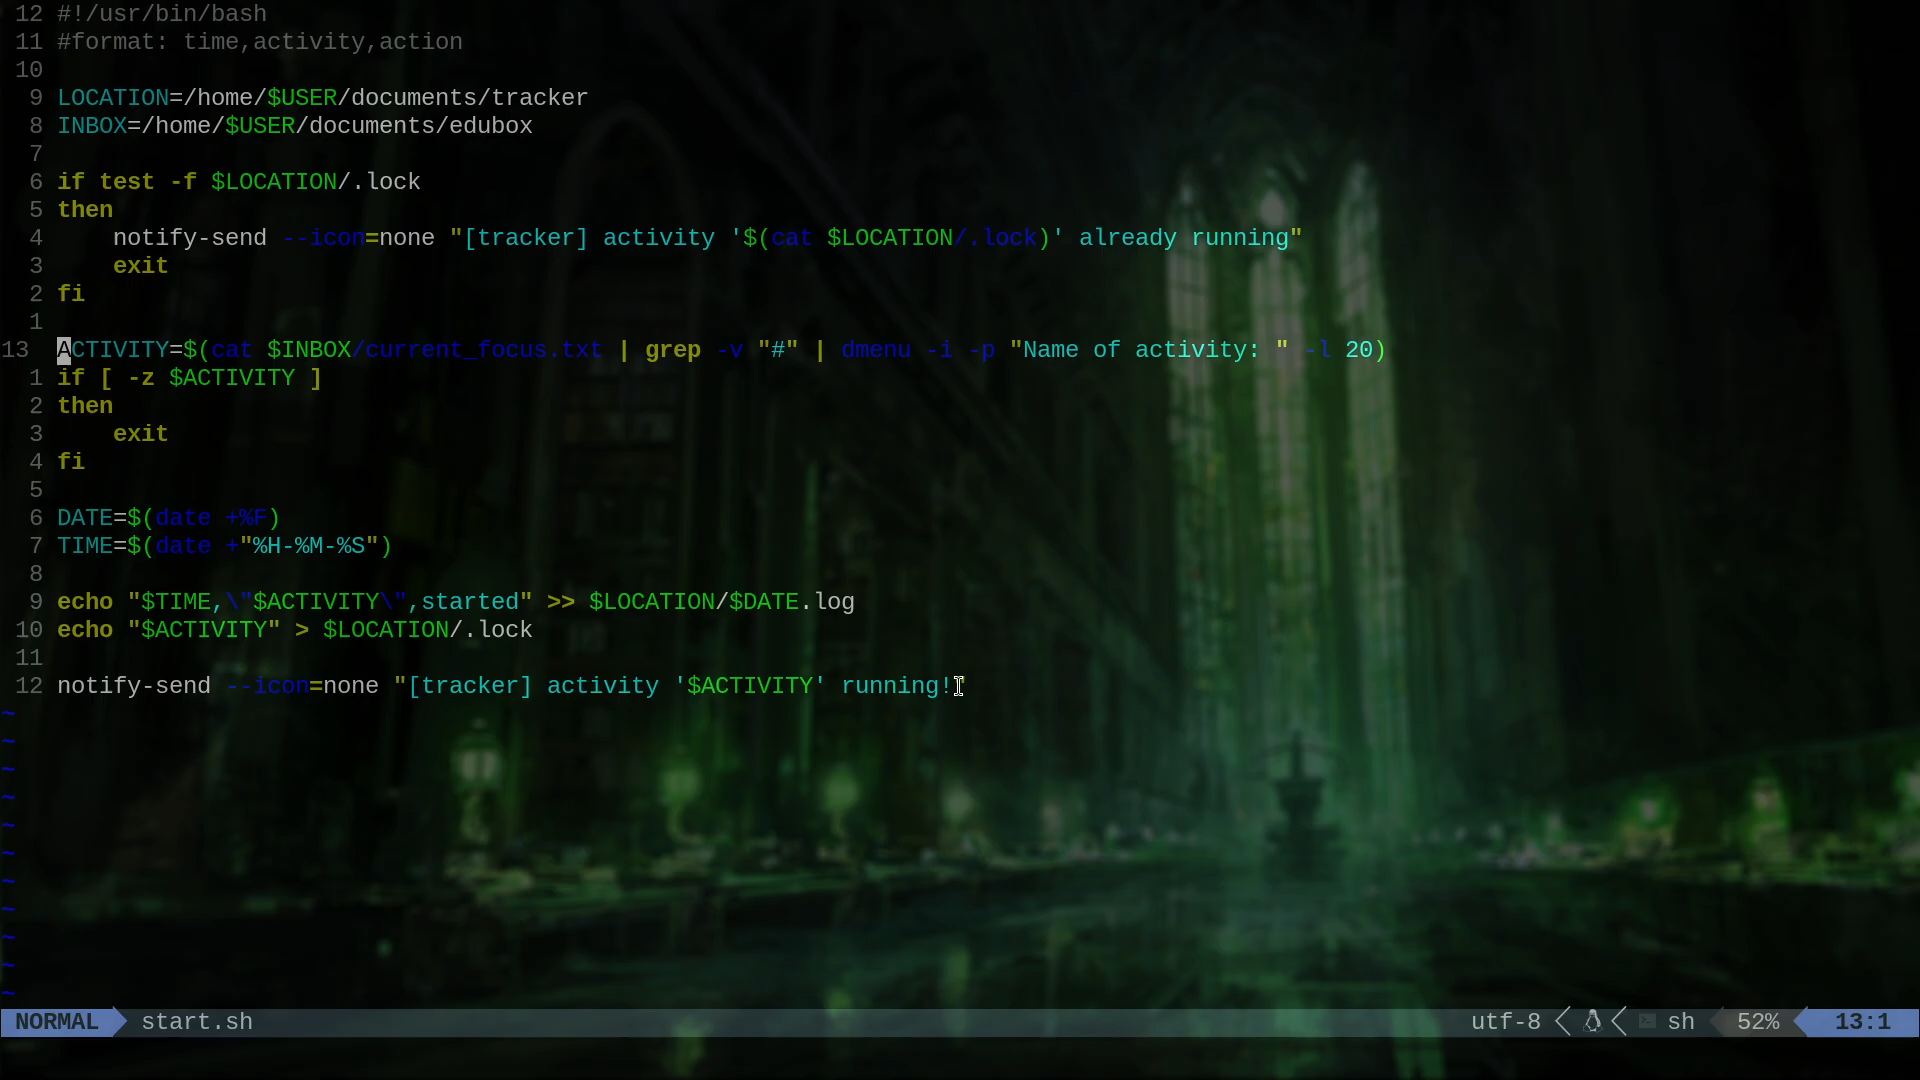 12 #!/usr/bin/bash
11 #format: time,activity,action
10
9 LOCATION=/home/$USER/documents/tracker
8 INBOX=/home/$USER/documents/edubox
7
6 if test -f $LOCATION/.lock
5 then
4     notify-send --icon=none "[tracker] activity '$(cat $LOCATION/.lock)' already running"
3     exit
2 fi
1
13 ACTIVITY=$(cat $INBOX/current_focus.txt | grep -v "#" | dmenu -i -p "Name of activity: " -l 20)
1 if [ -z $ACTIVITY ]
2 then
3     exit
4 fi
5
6 DATE=$(date +%F)
7 TIME=$(date +"%H-%M-%S")
8
9 echo "$TIME,\"$ACTIVITY\",started" >> $LOCATION/$DATE.log
10 echo "$ACTIVITY" > $LOCATION/.lock
11
12 notify-send --icon=none "[tracker] activity '$ACTIVITY' running!"
~
~
~
~
~
~
~
~
~
~
~
NORMAL start.sh utf-8 sh 52% 13:1